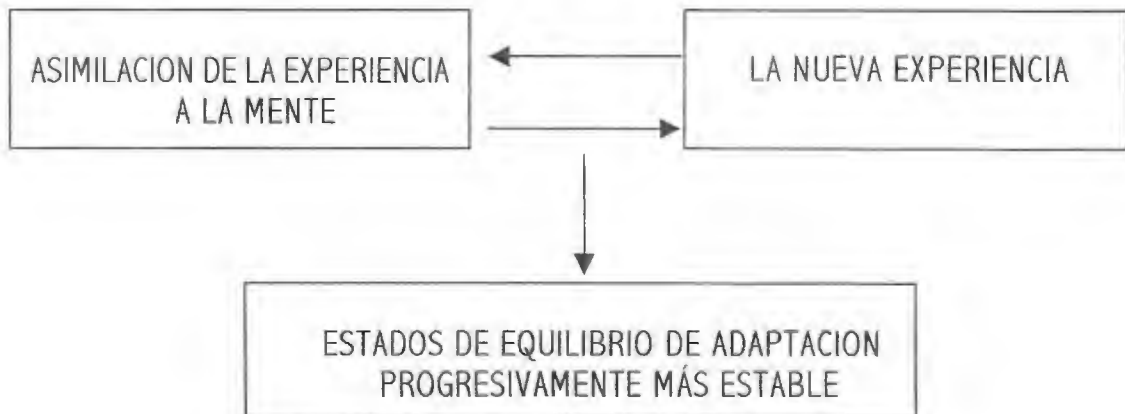 ASIMILACION DE LA EXPERIENCIA
A LA MENTE
LA NUEVA EXPERIENCIA
ESTADOS DE EQUILIBRIO DE ADAPTACION
PROGRESIVAMENTE MÁS ESTABLE